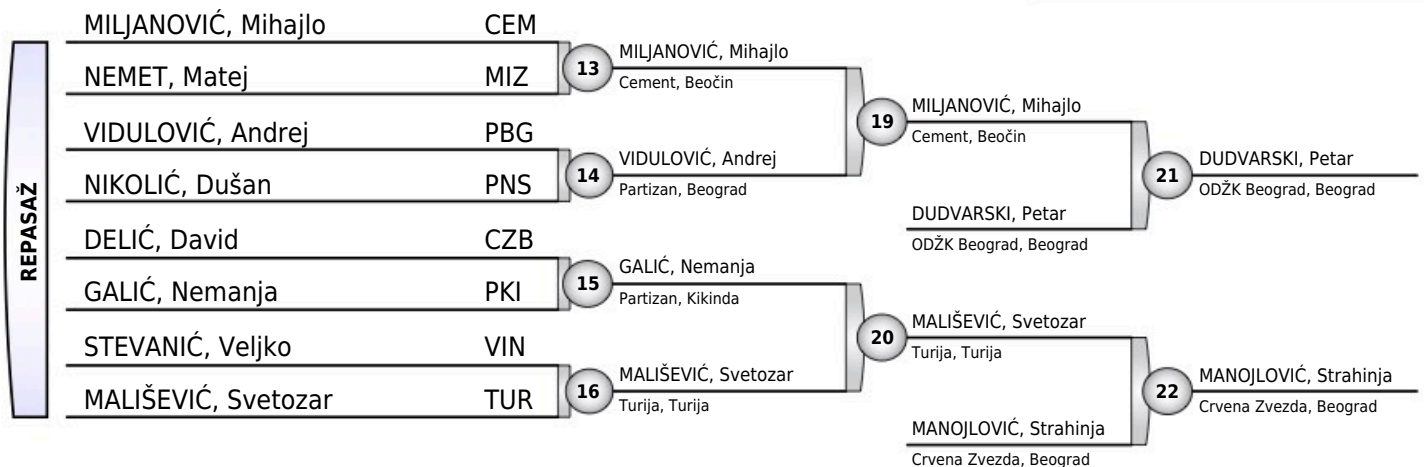 REPASAŽ
MILJANOVIĆ, Mihajlo CEM
NEMET, Matej MIZ
VIDULOVIĆ, Andrej PBG
NIKOLIĆ, Dušan PNS
DELIĆ, David CZB
GALIĆ, Nemanja PKI
STEVANIĆ, Veljko VIN
MALIŠEVIĆ, Svetozar TUR
13
MILJANOVIĆ, Mihajlo
Cement, Beočin
14
VIDULOVIĆ, Andrej
Partizan, Beograd
15
GALIĆ, Nemanja
Partizan, Kikinda
16
MALIŠEVIĆ, Svetozar
Turija, Turija
19
MILJANOVIĆ, Mihajlo
Cement, Beočin
DUDVARSKI, Petar
ODŽK Beograd, Beograd
20
MALIŠEVIĆ, Svetozar
Turija, Turija
MANOJLOVIĆ, Strahinja
Crvena Zvezda, Beograd
21
DUDVARSKI, Petar
ODŽK Beograd, Beograd
22
MANOJLOVIĆ, Strahinja
Crvena Zvezda, Beograd